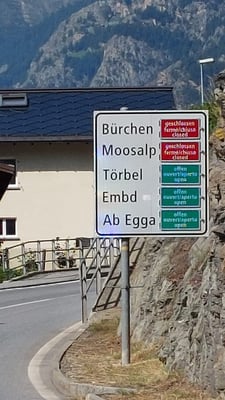 Bürchen
geschlossen
fermé/chiuso
closed
Moosalp
geschlossen
fermé/chiuso
closed
Törbel
offen
ouvert/aperto
open
Embd
offen
ouvert/aperto
open
Ab Egga
offen
ouvert/aperto
open